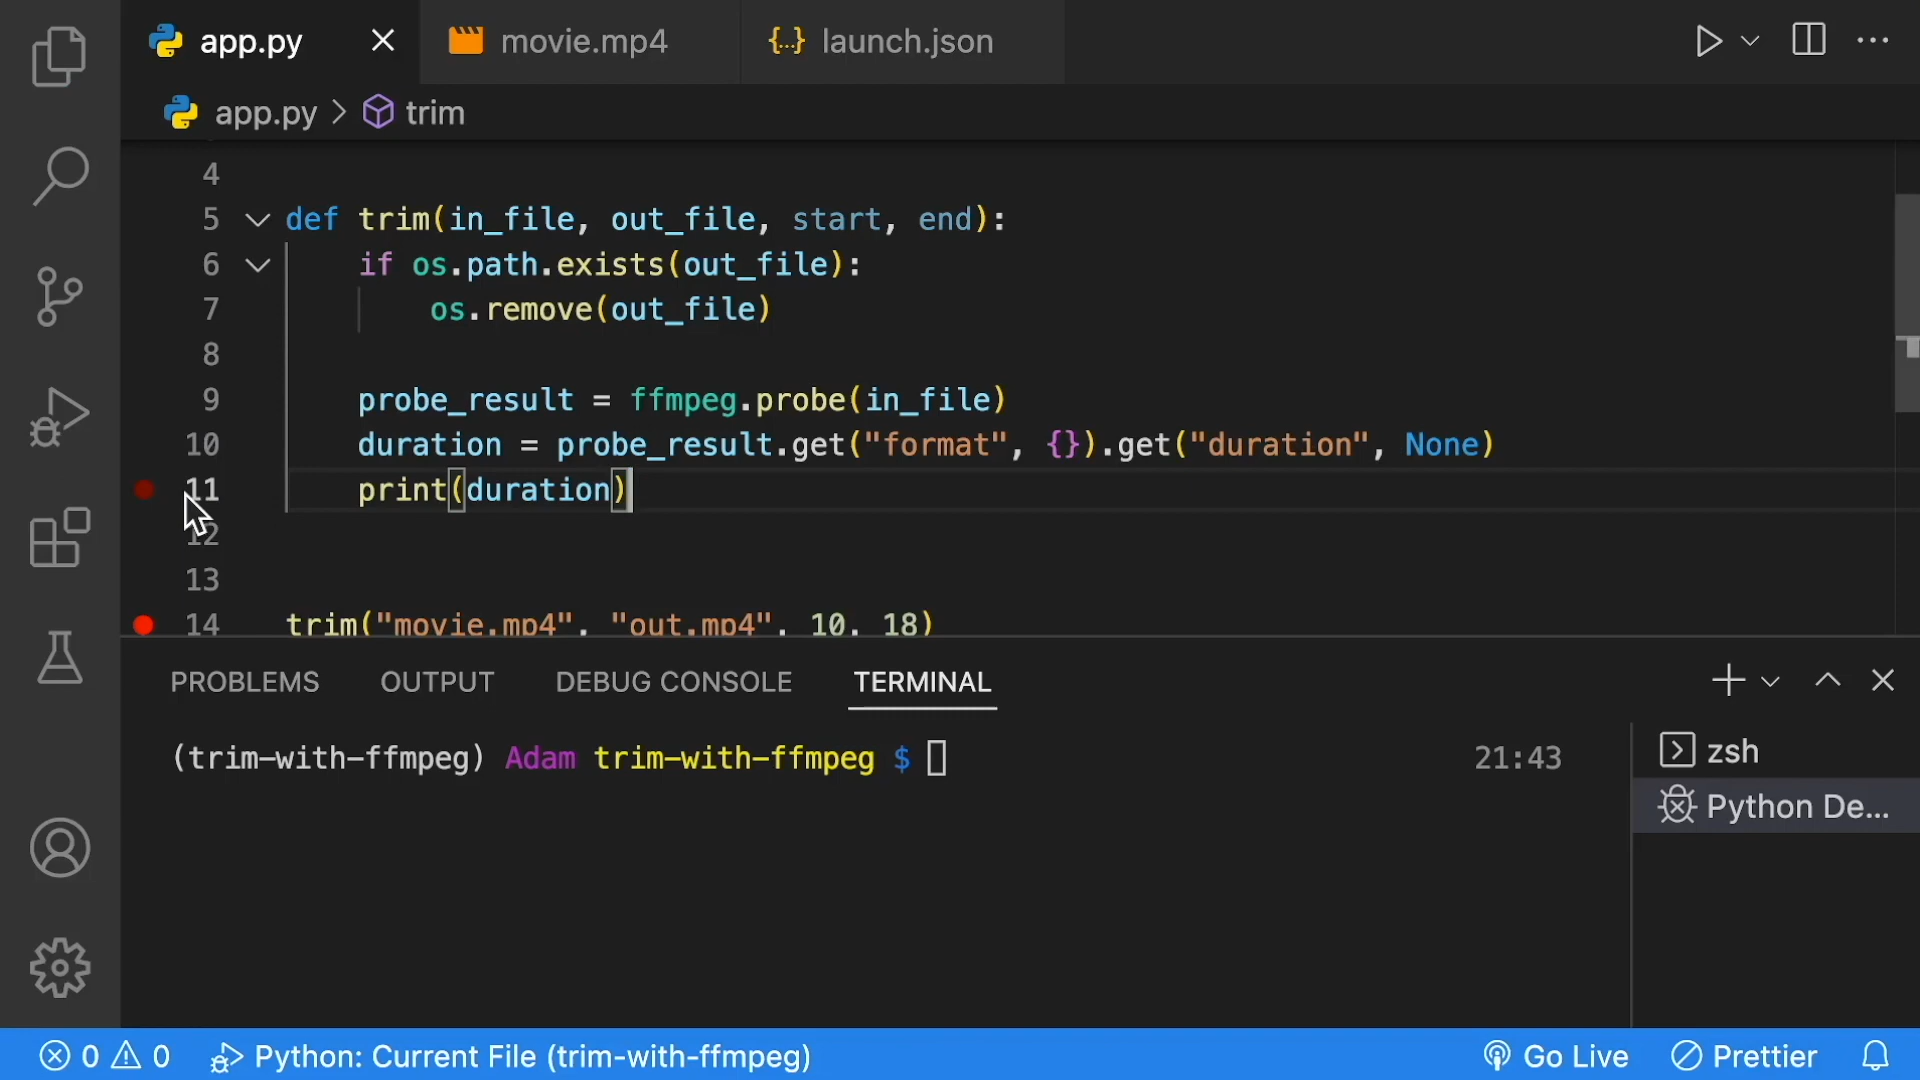 app.py
movie.mp4
{..} launch.json
app.py > trim
4
5 def trim(in_file, out_file, start, end):
6 if os.path.exists(out_file):
7 os.remove(out_file)
8
9 probe_result = ffmpeg.probe(in_file)
10 duration = probe_result.get("format", {}).get("duration", None)
11 print(duration)
12
13
14 trim("movie.mp4", "out.mp4", 10, 18)
PROBLEMS OUTPUT DEBUG CONSOLE TERMINAL
(trim-with-ffmpeg) Adam trim-with-ffmpeg $ 21:43
zsh
Python De...
0 0 Python: Current File (trim-with-ffmpeg) Go Live Prettier